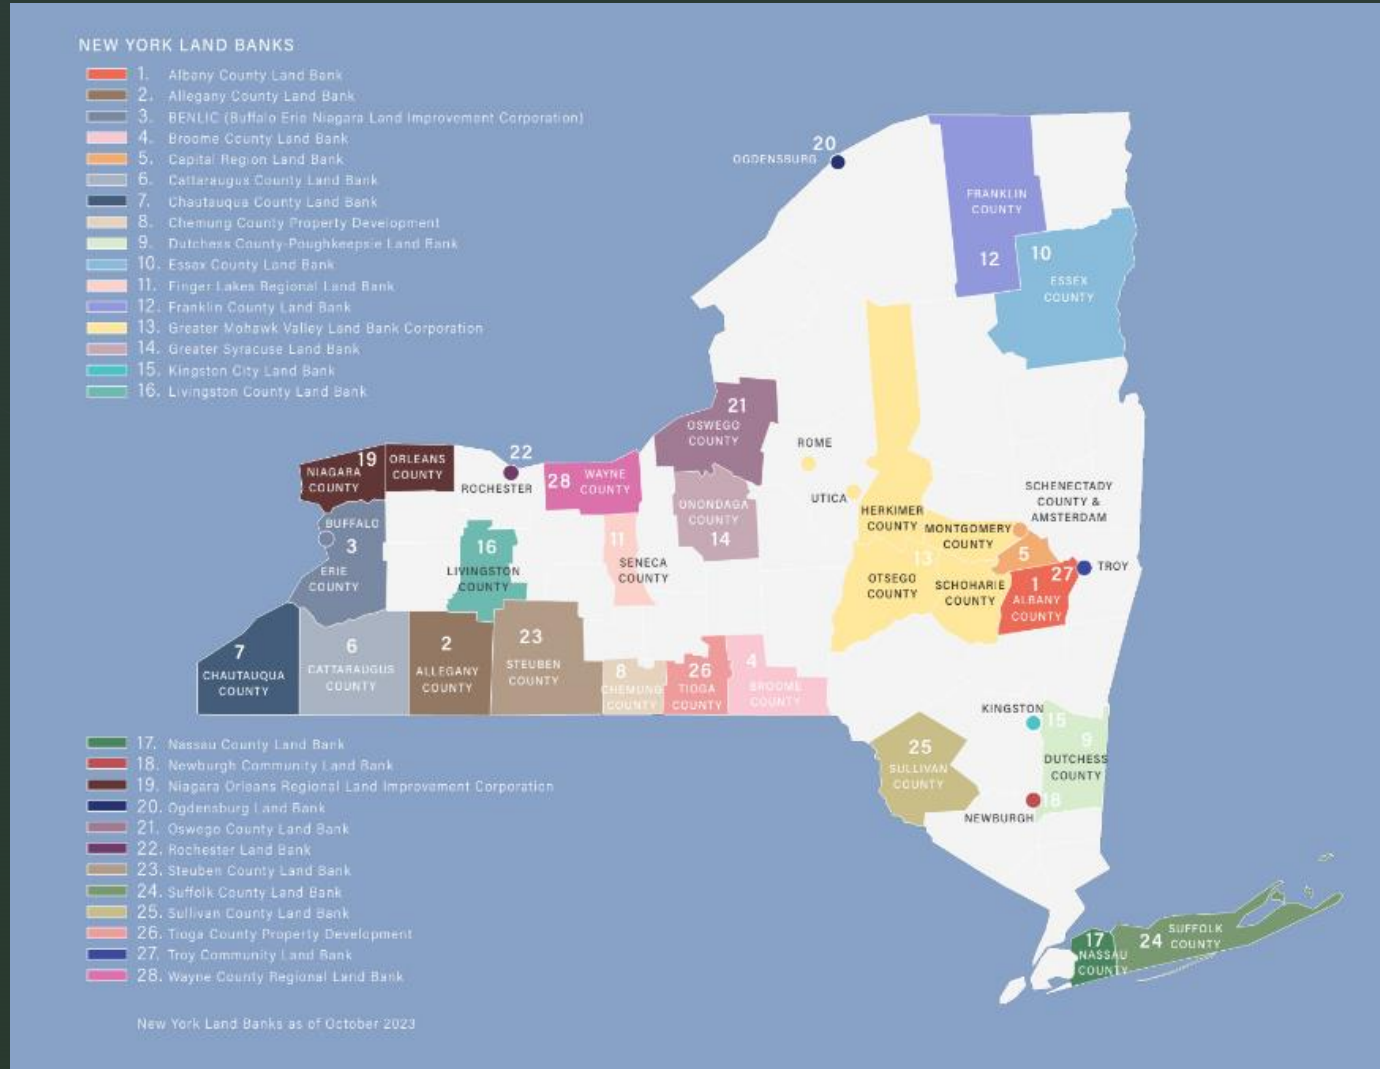 NEW YORK LAND BANKS
1. Albany County Land Bank
2. Allegany County Land Bank
3. BENLIC (Buffalo Erie Niagara Land Improvement Corporation)
4. Broome County Land Bank
5. Capital Region Land Bank
6. Cattaraugus County Land Bank
7. Chautauqua County Land Bank
8. Chemung County Property Development
9. Dutchess County-Poughkeepsie Land Bank
10. Essex County Land Bank
11. Finger Lakes Regional Land Bank
12. Franklin County Land Bank
13. Greater Mohawk Valley Land Bank Corporation
14. Greater Syracuse Land Bank
15. Kingston City Land Bank
16. Livingston County Land Bank
20
OGDENSBURG
FRANKLIN
COUNTY
12
10
ESSEX
COUNTY
21
OSWEGO
COUNTY
ROME
UTICA
19
NIAGARA
COUNTY
ORLEANS
COUNTY
22
ROCHESTER
28
WAYNE
COUNTY
ONONDAGA
COUNTY
14
SCHENECTADY
COUNTY &
AMSTERDAM
HERKIMER
COUNTY
MONTGOMERY
COUNTY
BUFFALO
3
ERIE
COUNTY
16
LIVINGSTON
COUNTY
11
SENECA
COUNTY
13
OTSEGO
COUNTY
SCHOHARIE
COUNTY
5
27
TROY
1
ALBANY
COUNTY
7
CHAUTAUQUA
COUNTY
6
CATTARAUGUS
COUNTY
2
ALLEGANY
COUNTY
23
STEUBEN
COUNTY
8
CHEMUNG
COUNTY
26
TIOGA
COUNTY
4
BROOME
COUNTY
KINGSTON
15
9
DUTCHESS
COUNTY
25
SULLIVAN
COUNTY
18
NEWBURGH
17
NASSAU
COUNTY
24
SUFFOLK
COUNTY
17. Nassau County Land Bank
18. Newburgh Community Land Bank
19. Niagara Orleans Regional Land Improvement Corporation
20. Ogdensburg Land Bank
21. Oswego County Land Bank
22. Rochester Land Bank
23. Steuben County Land Bank
24. Suffolk County Land Bank
25. Sullivan County Land Bank
26. Tioga County Property Development
27. Troy Community Land Bank
28. Wayne County Regional Land Bank
New York Land Banks as of October 2023